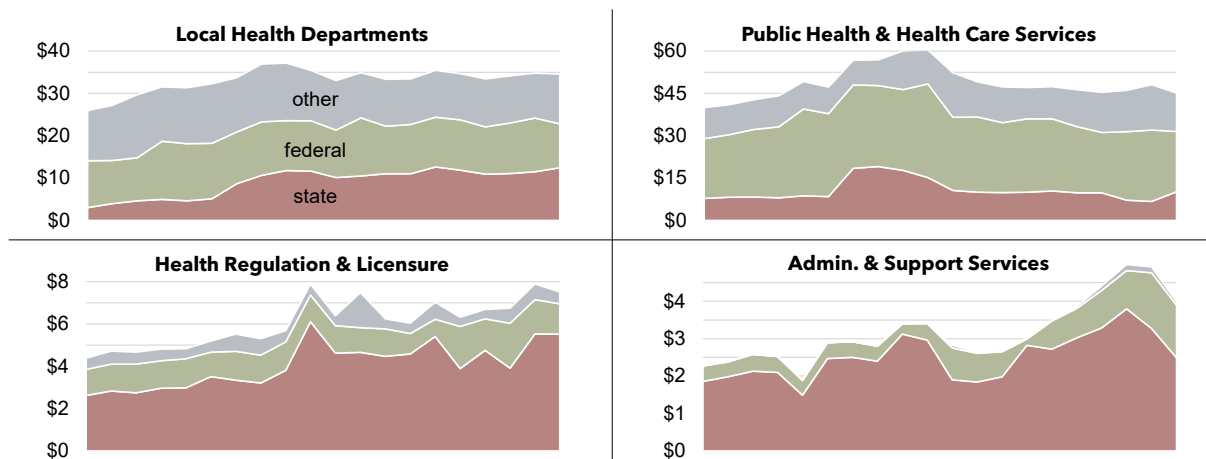 Local Health Departments
$40
$30
$20
$10
$0
other
federal
state
Public Health & Health Care Services
$60
$45
$30
$15
$0
Health Regulation & Licensure
$8
$6
$4
$2
$0
Admin. & Support Services
$4
$3
$2
$1
$0